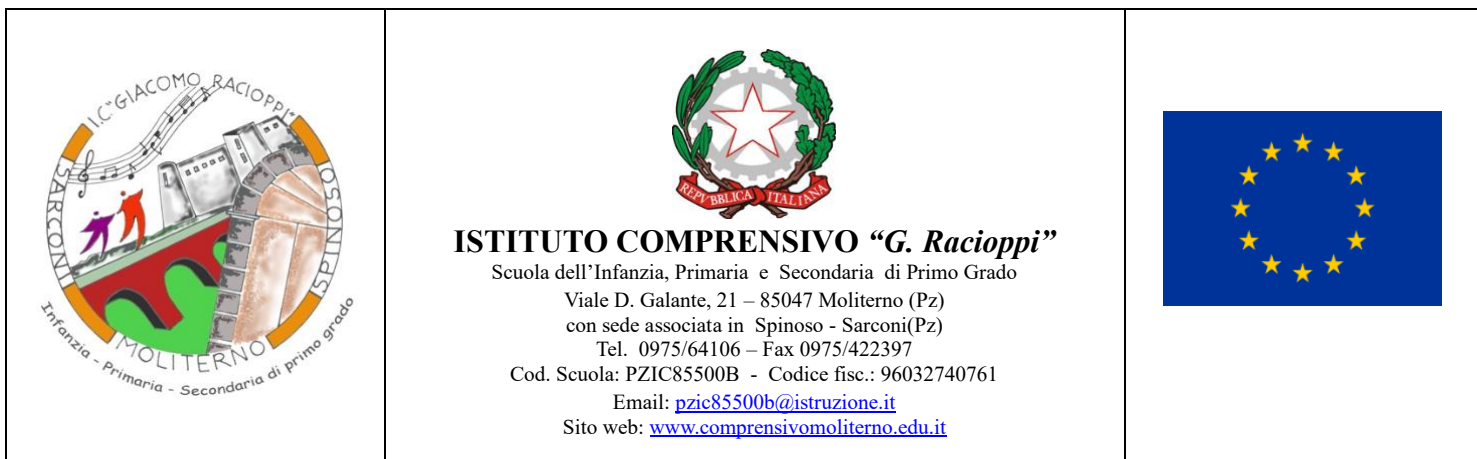 I.C. "GIACOMO RACIOPPI"
SARCONI
SPINOSO
MOLITERNO
Infanzia - Primaria - Secondaria di primo grado
REPVBBLICA ITALIANA
ISTITUTO COMPRENSIVO “G. Racioppi”
Scuola dell’Infanzia, Primaria e Secondaria di Primo Grado
Viale D. Galante, 21 – 85047 Moliterno (Pz)
con sede associata in Spinoso - Sarconi(Pz)
Tel. 0975/64106 – Fax 0975/422397
Cod. Scuola: PZIC85500B - Codice fisc.: 96032740761
Email: pzic85500b@istruzione.it
Sito web: www.comprensivomoliterno.edu.it